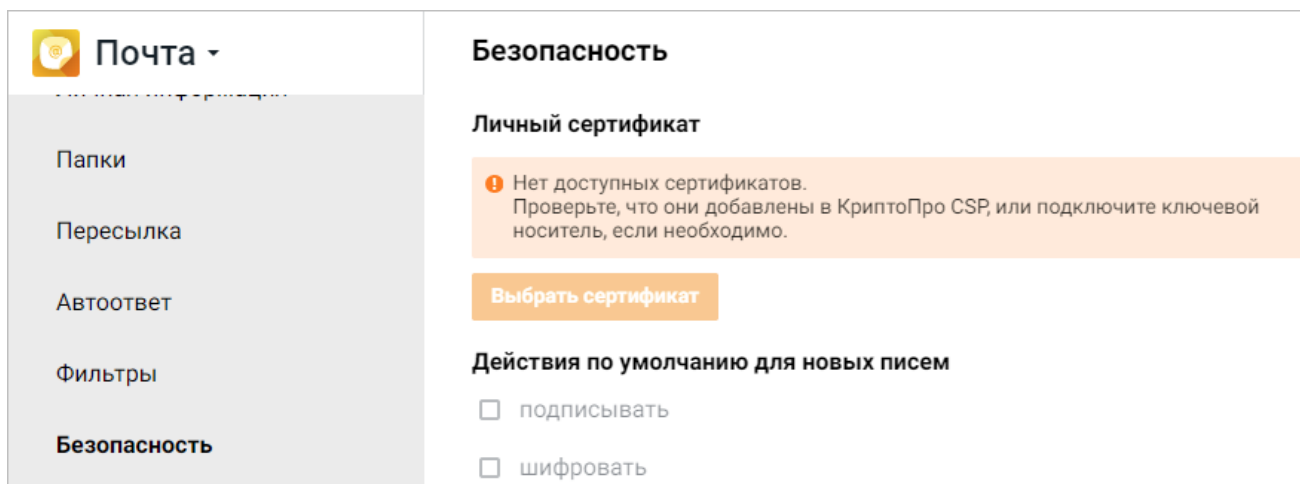 Почта
Безопасность
Личный сертификат
Нет доступных сертификатов.
Проверьте, что они добавлены в КриптоПро CSP, или подключите ключевой
носитель, если необходимо.
Выбрать сертификат
Действия по умолчанию для новых писем
подписывать
шифровать
Папки
Пересылка
Автоответ
Фильтры
Безопасность